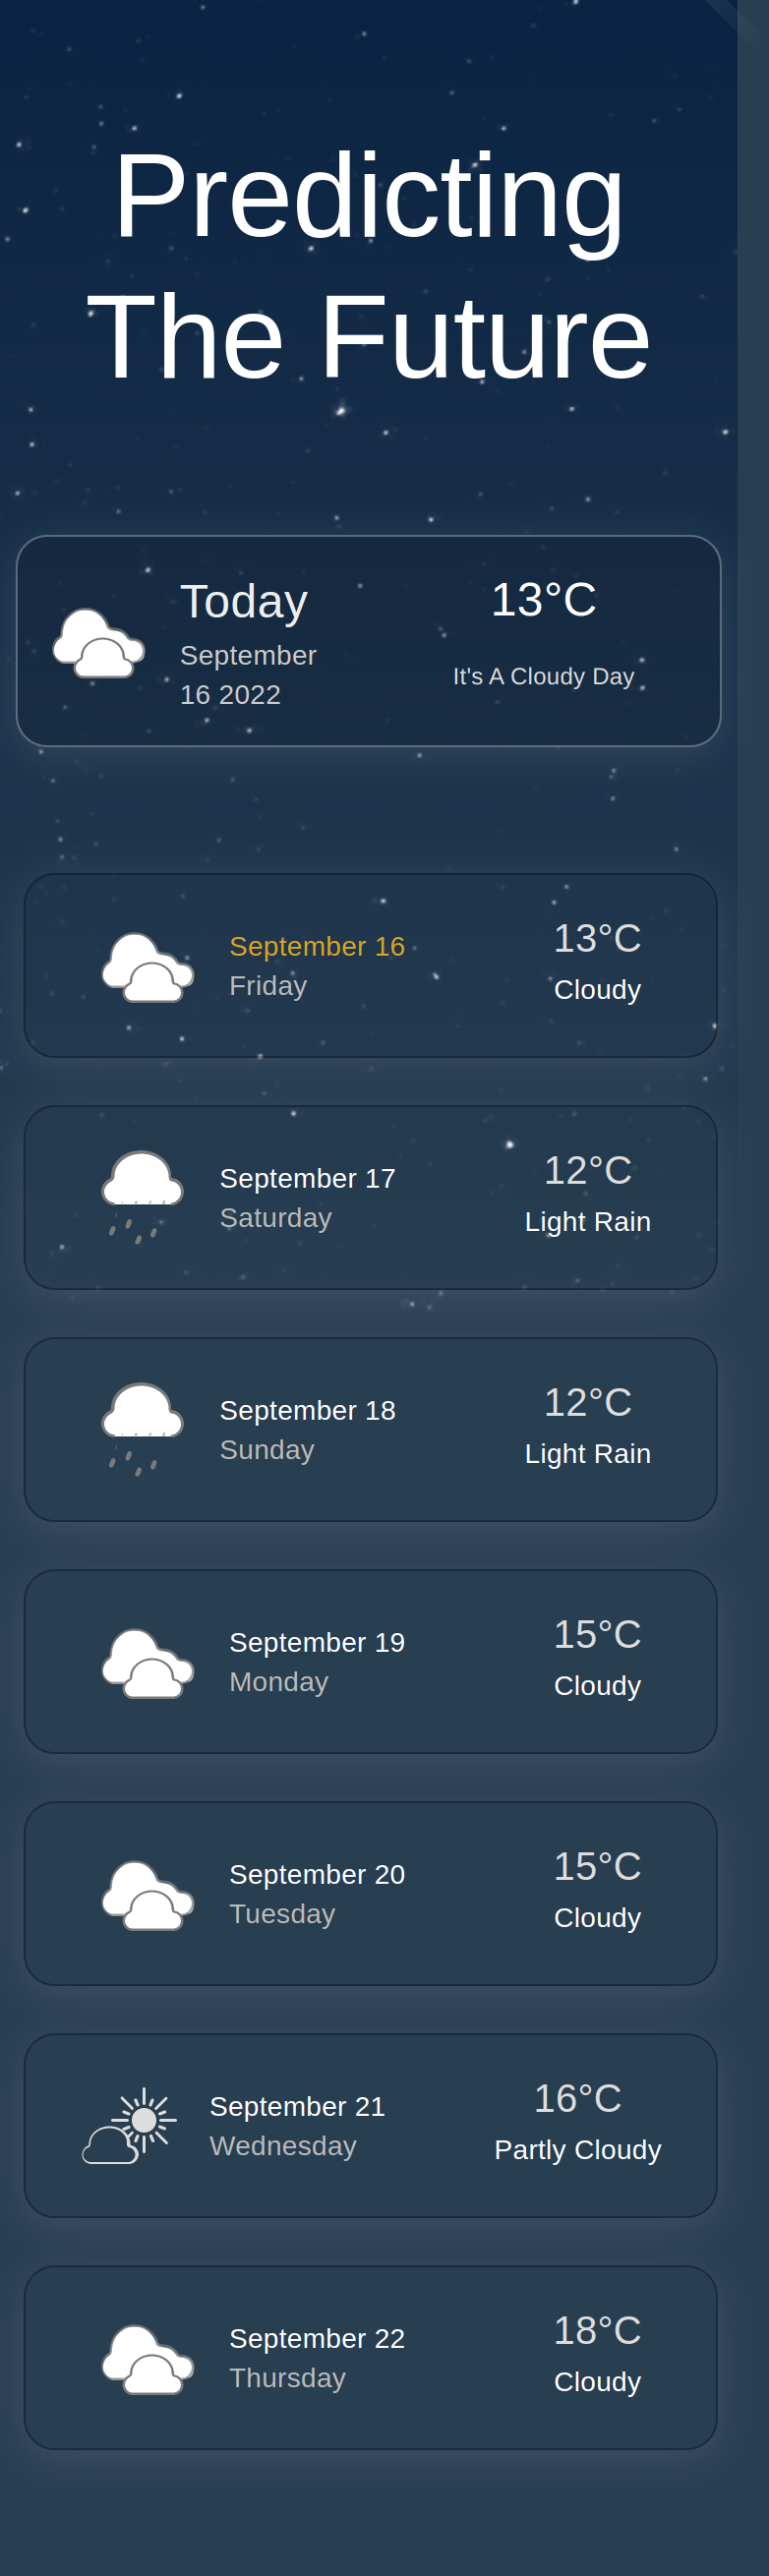 Predicting
The Future
Today
September
16 2022
13°C
It's A Cloudy Day
September 16
Friday
13°C
Cloudy
September 17
Saturday
12°C
Light Rain
September 18
Sunday
12°C
Light Rain
September 19
Monday
15°C
Cloudy
September 20
Tuesday
15°C
Cloudy
September 21
Wednesday
16°C
Partly Cloudy
September 22
Thursday
18°C
Cloudy